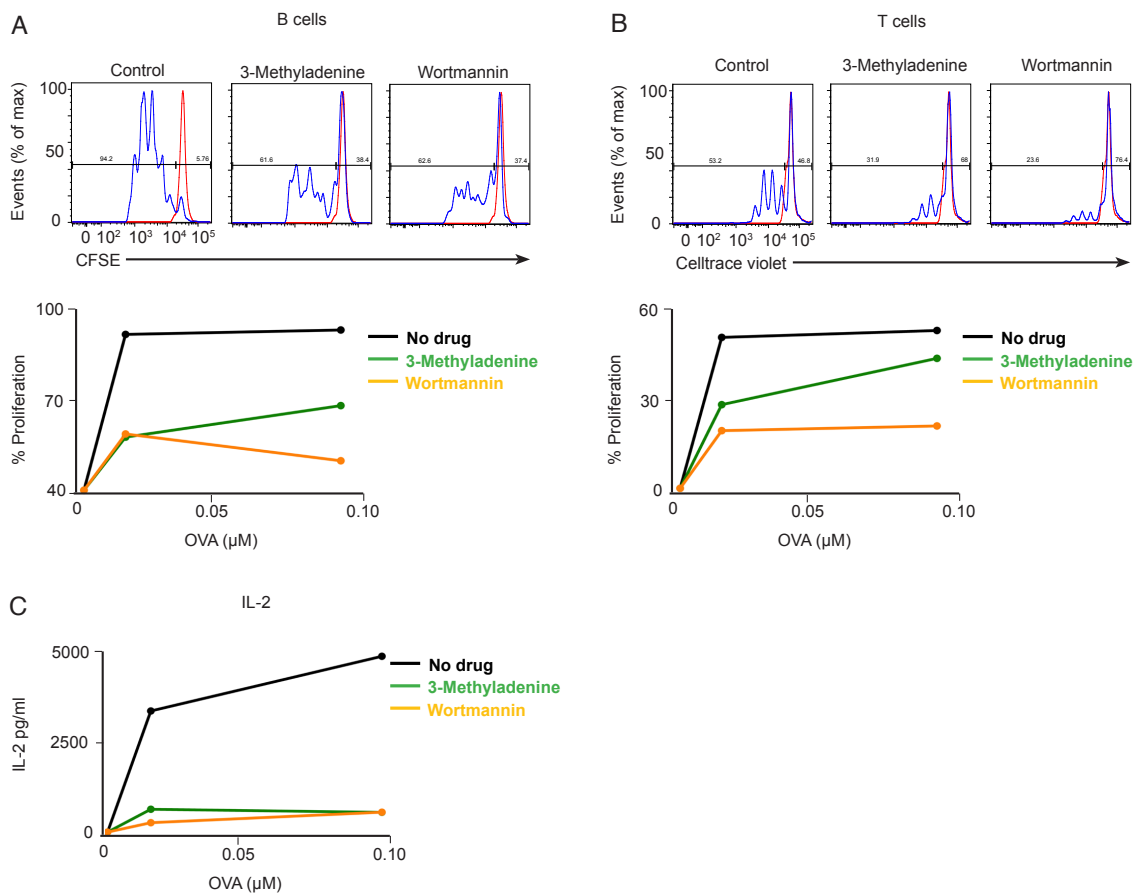 A
B cells
Control
3-Methyladenine
Wortmannin
Events (% of max)
100
50
0
94.2 5.76
61.6 38.4
62.6 37.4
0 10² 10³ 10⁴ 10⁵
CFSE
% Proliferation
100
70
40
0 0.05 0.10
OVA (µM)
No drug
3-Methyladenine
Wortmannin
B
T cells
Control
3-Methyladenine
Wortmannin
Events (% of max)
100
50
0
53.2 46.8
31.9 68
23.6 76.4
0 10² 10³ 10⁴ 10⁵
Celltrace violet
% Proliferation
60
30
0
0 0.05 0.10
OVA (µM)
No drug
3-Methyladenine
Wortmannin
C
IL-2
IL-2 pg/ml
5000
2500
0
0 0.05 0.10
OVA (µM)
No drug
3-Methyladenine
Wortmannin